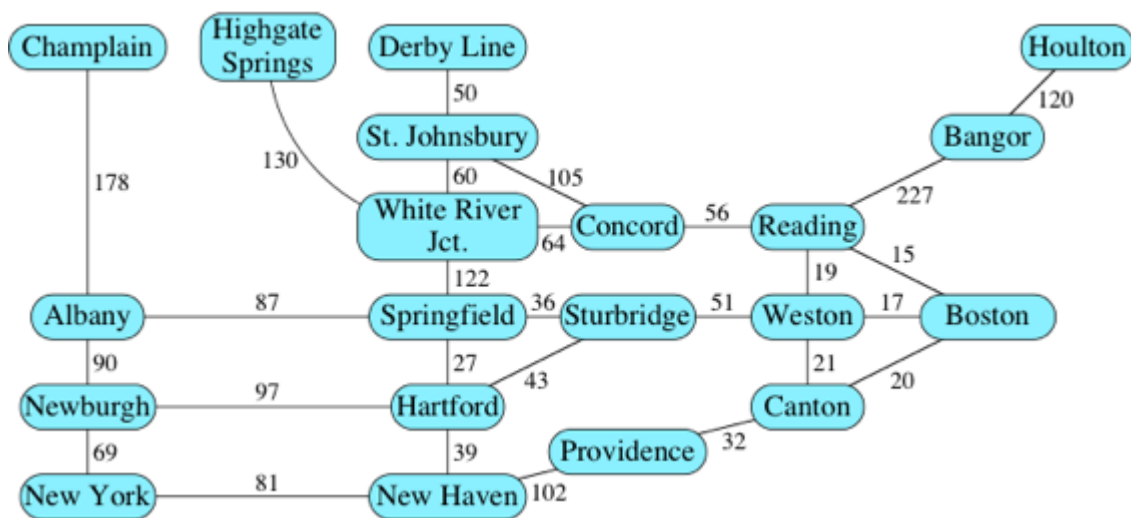 Champlain
Highgate
Springs
Derby Line
Houlton
50
120
St. Johnsbury
Bangor
130
60
105
178
227
White River
Jct.
64
Concord
56
Reading
122
19
15
Albany
87
Springfield
36
Sturbridge
51
Weston
17
Boston
90
27
43
21
20
Newburgh
97
Hartford
Canton
69
39
Providence
32
New York
81
New Haven
102